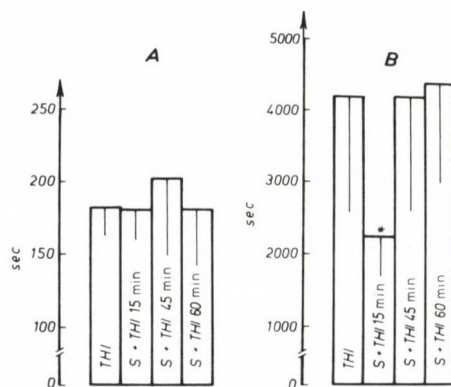 A
250
200
150
100
0
sec
THI
S + THI 15 min
S + THI 45 min
S + THI 60 min
B
5000
4000
3000
2000
1000
0
sec
*
THI
S + THI 15 min
S + THI 45 min
S + THI 60 min